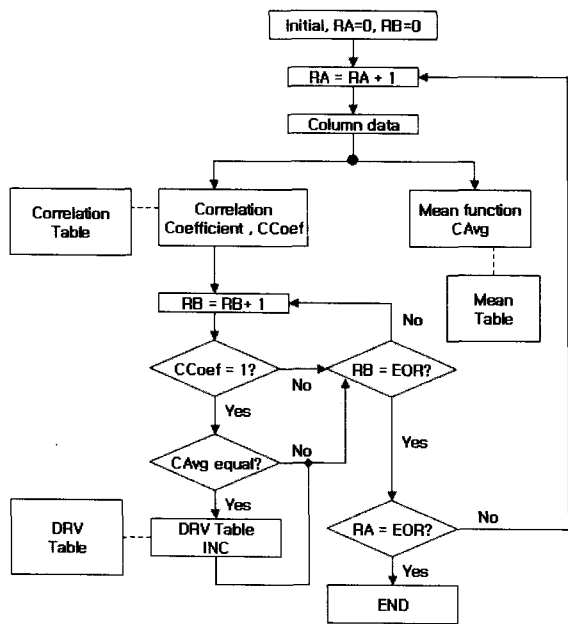 Initial, RA=0, RB=0
RA = RA + 1
Column data
Correlation
Table
Correlation
Coefficient , CCoef
Mean function
CAvg
Mean
Table
RB = RB+ 1
No
CCoef = 1?
No
RB = EOR?
Yes
CAvg equal?
No
Yes
Yes
DRV
Table
DRV Table
INC
RA = EOR?
No
Yes
END